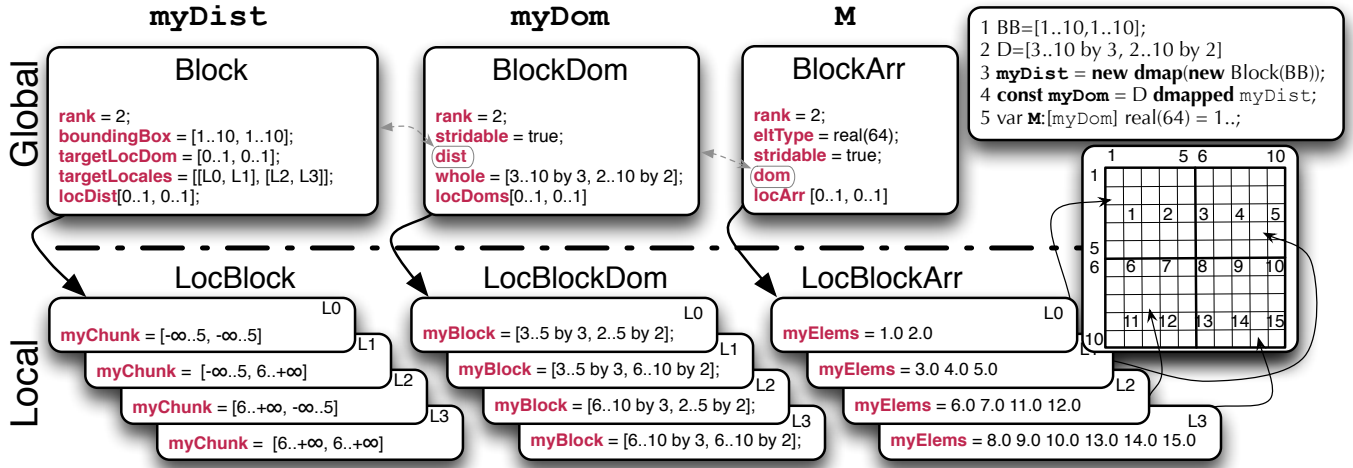 myDist
myDom
M
Global
Block
rank = 2;
boundingBox = [1..10, 1..10];
targetLocDom = [0..1, 0..1];
targetLocales = [[L0, L1], [L2, L3]];
locDist[0..1, 0..1];
BlockDom
rank = 2;
stridable = true;
dist
whole = [3..10 by 3, 2..10 by 2];
locDoms[0..1, 0..1]
BlockArr
rank = 2;
eltType = real(64);
stridable = true;
dom
locArr [0..1, 0..1]
1 BB=[1..10,1..10];
2 D=[3..10 by 3, 2..10 by 2]
3 myDist = new dmap(new Block(BB));
4 const myDom = D dmapped myDist;
5 var M:[myDom] real(64) = 1..;
1 5 6 10
1
1 2 3 4 5
5
6 6 7 8 9 10
11 12 13 14 15
10
Local
LocBlock
L0
myChunk = [-∞..5, -∞..5]
L1
myChunk = [-∞..5, 6..+∞]
L2
myChunk = [6..+∞, -∞..5]
L3
myChunk = [6..+∞, 6..+∞]
LocBlockDom
L0
myBlock = [3..5 by 3, 2..5 by 2];
L1
myBlock = [3..5 by 3, 6..10 by 2];
L2
myBlock = [6..10 by 3, 2..5 by 2];
L3
myBlock = [6..10 by 3, 6..10 by 2];
LocBlockArr
L0
myElems = 1.0 2.0
L1
myElems = 3.0 4.0 5.0
L2
myElems = 6.0 7.0 11.0 12.0
L3
myElems = 8.0 9.0 10.0 13.0 14.0 15.0